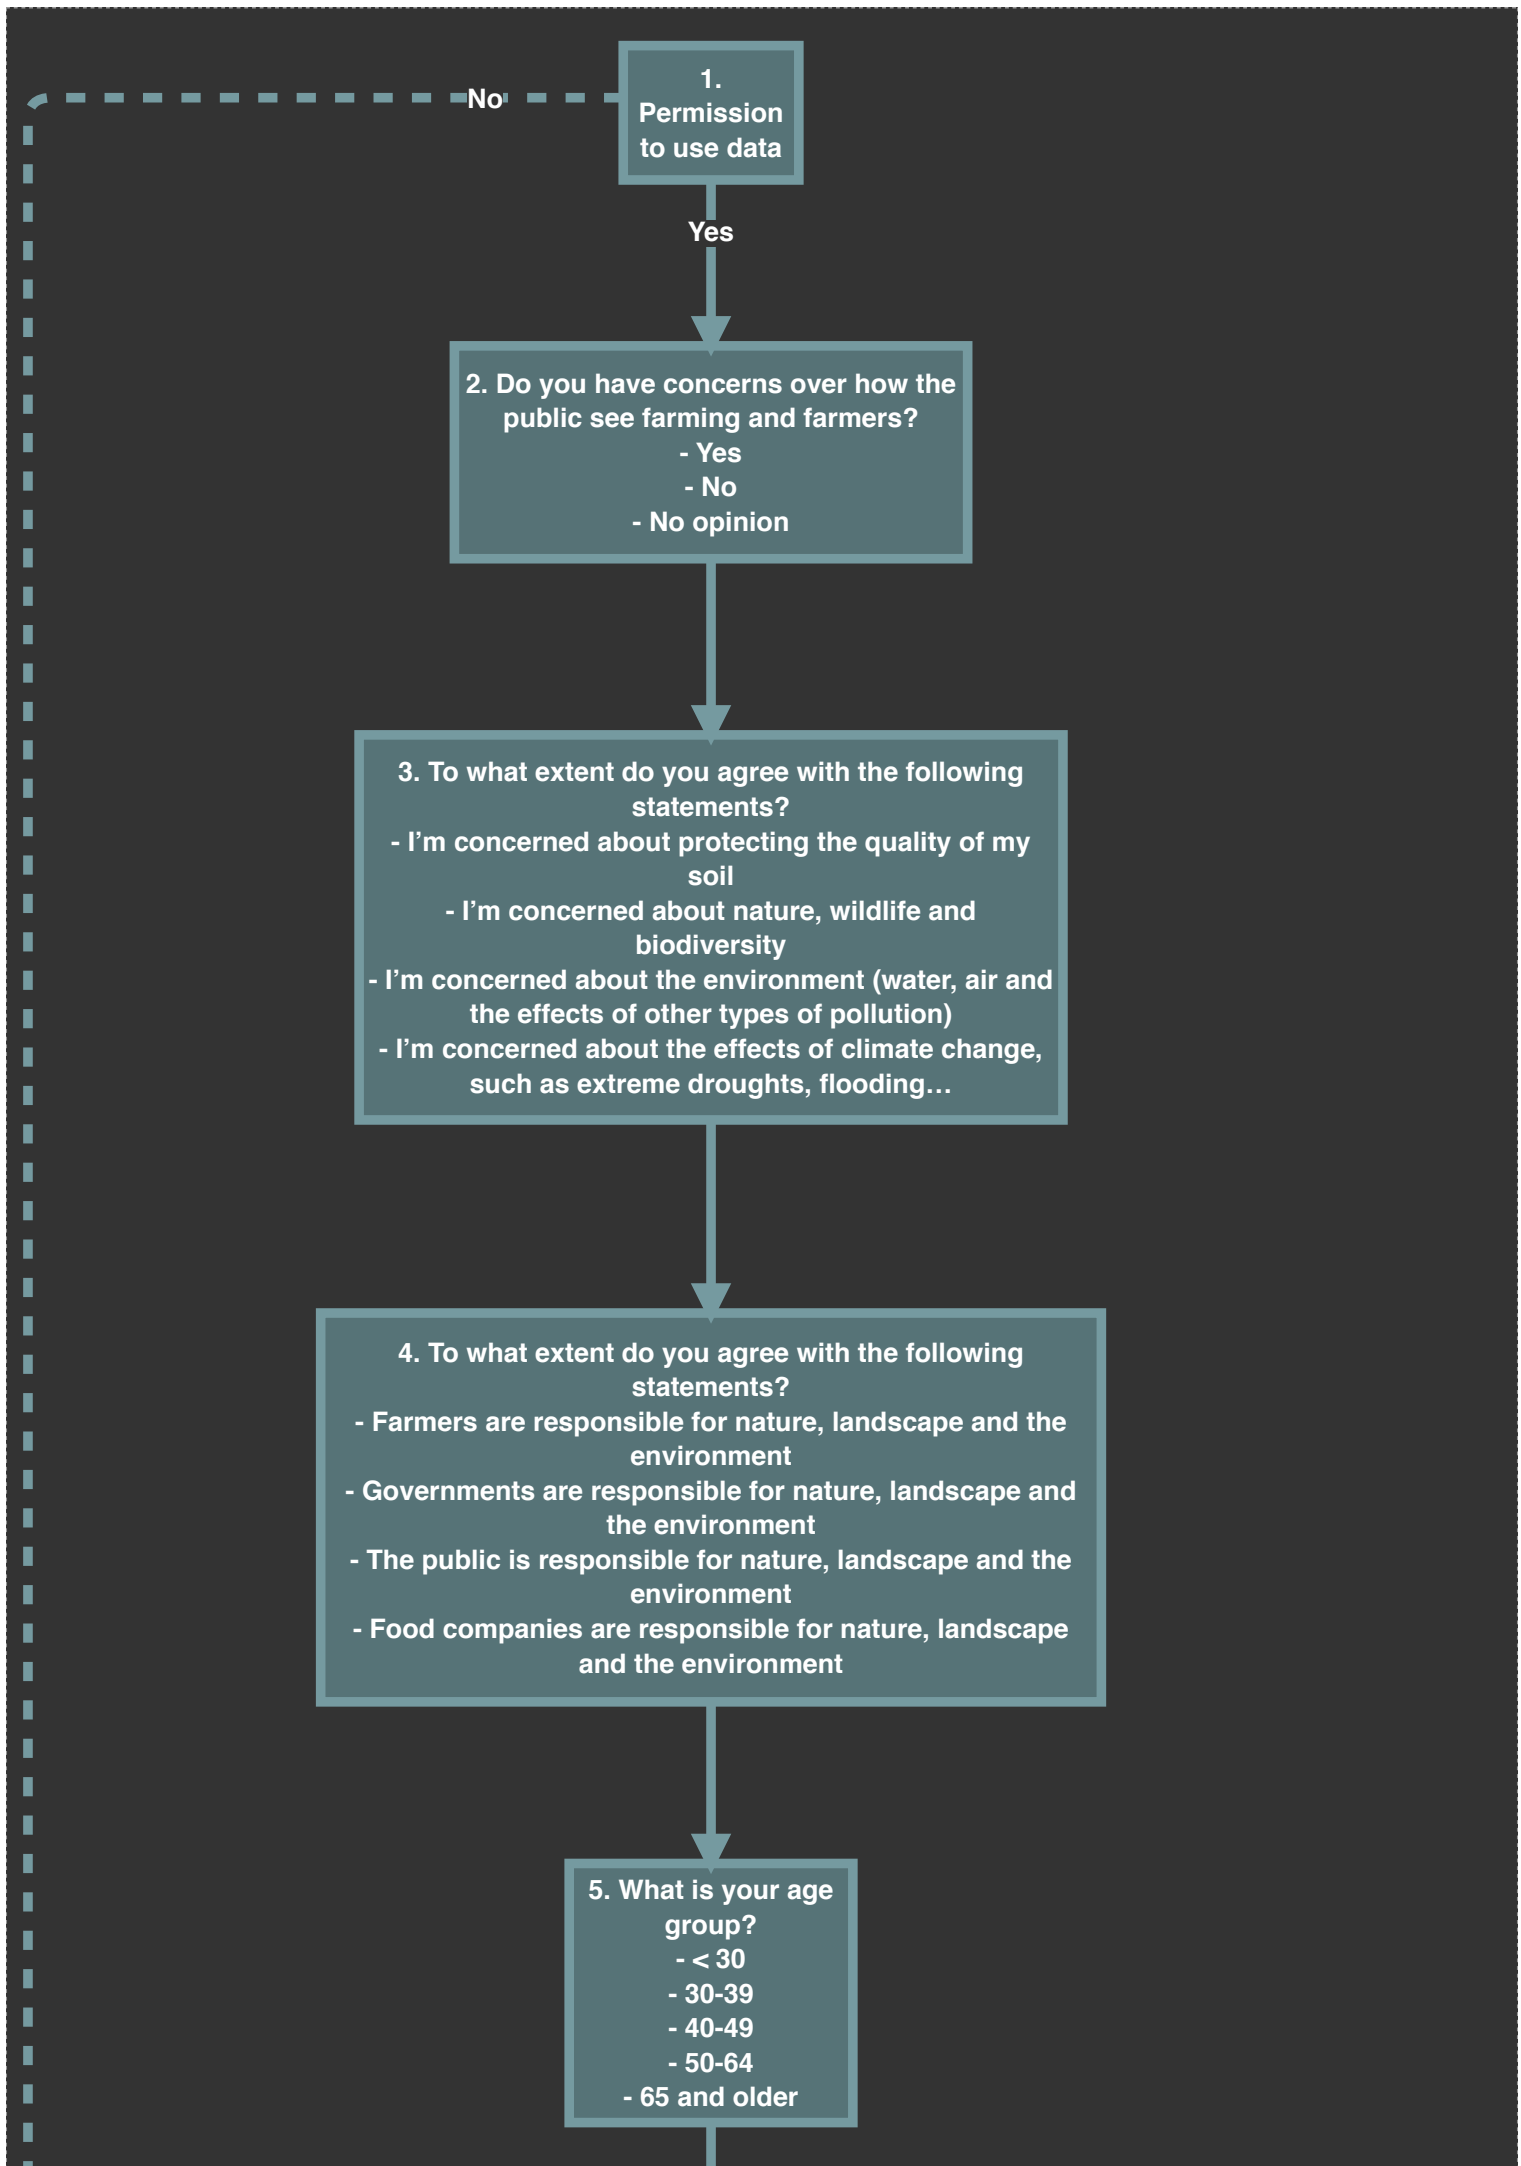 1.
Permission
to use data
No
Yes
2. Do you have concerns over how the
public see farming and farmers?
- Yes
- No
- No opinion
3. To what extent do you agree with the following
statements?
- I’m concerned about protecting the quality of my
soil
- I’m concerned about nature, wildlife and
biodiversity
- I’m concerned about the environment (water, air and
the effects of other types of pollution)
- I’m concerned about the effects of climate change,
such as extreme droughts, flooding…
4. To what extent do you agree with the following
statements?
- Farmers are responsible for nature, landscape and the
environment
- Governments are responsible for nature, landscape and
the environment
- The public is responsible for nature, landscape and the
environment
- Food companies are responsible for nature, landscape
and the environment
5. What is your age
group?
- < 30
- 30-39
- 40-49
- 50-64
- 65 and older